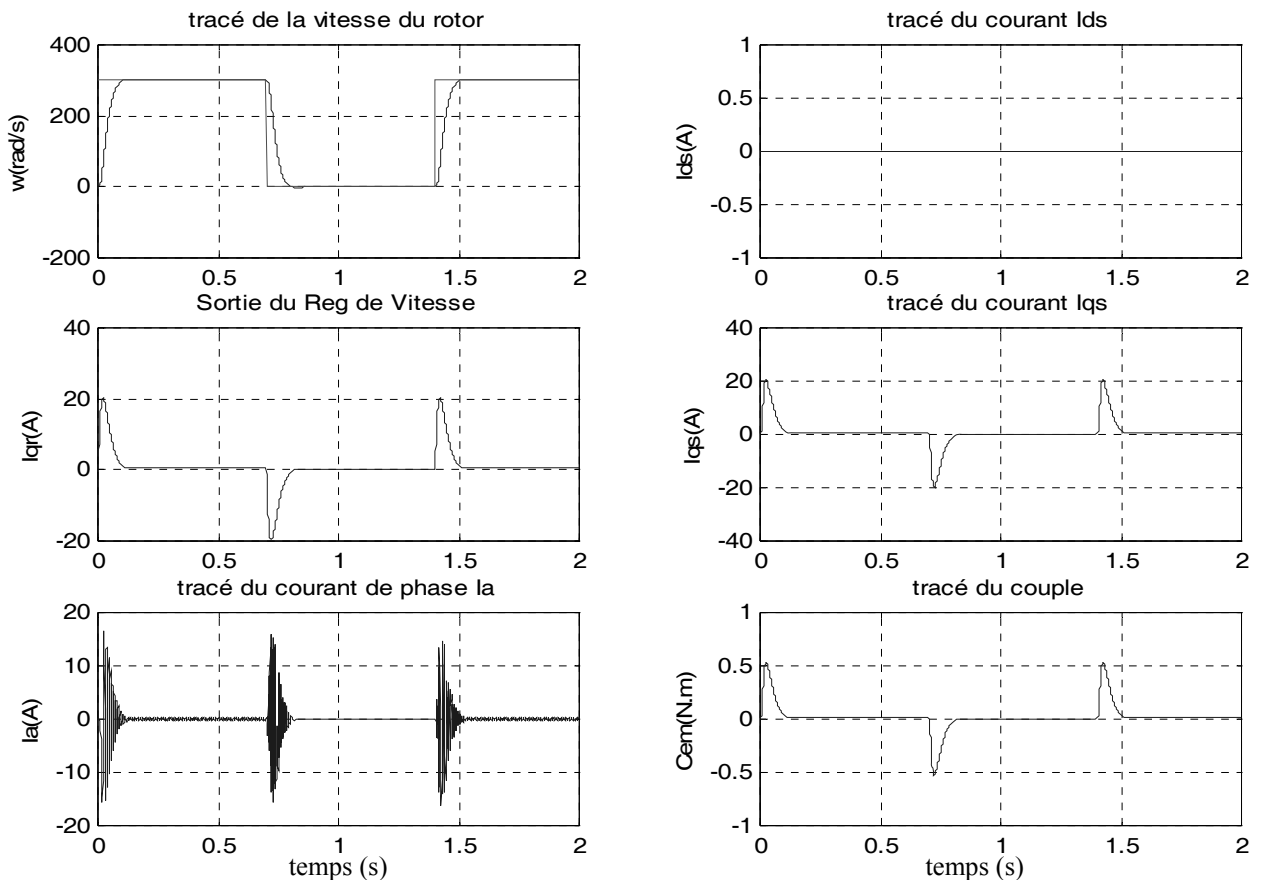 tracé de la vitesse du rotor
400
200
0
-200
w(rad/s)
0 0.5 1 1.5 2
tracé du courant Ids
1
0.5
0
-0.5
-1
Ids(A)
0 0.5 1 1.5 2
Sortie du Reg de Vitesse
40
20
0
-20
Iqr(A)
0 0.5 1 1.5 2
tracé du courant Iqs
40
20
0
-20
-40
Iqs(A)
0 0.5 1 1.5 2
tracé du courant de phase Ia
20
10
0
-10
-20
Ia(A)
0 0.5 1 1.5 2
temps (s)
tracé du couple
1
0.5
0
-0.5
-1
Cem(N.m)
0 0.5 1 1.5 2
temps (s)